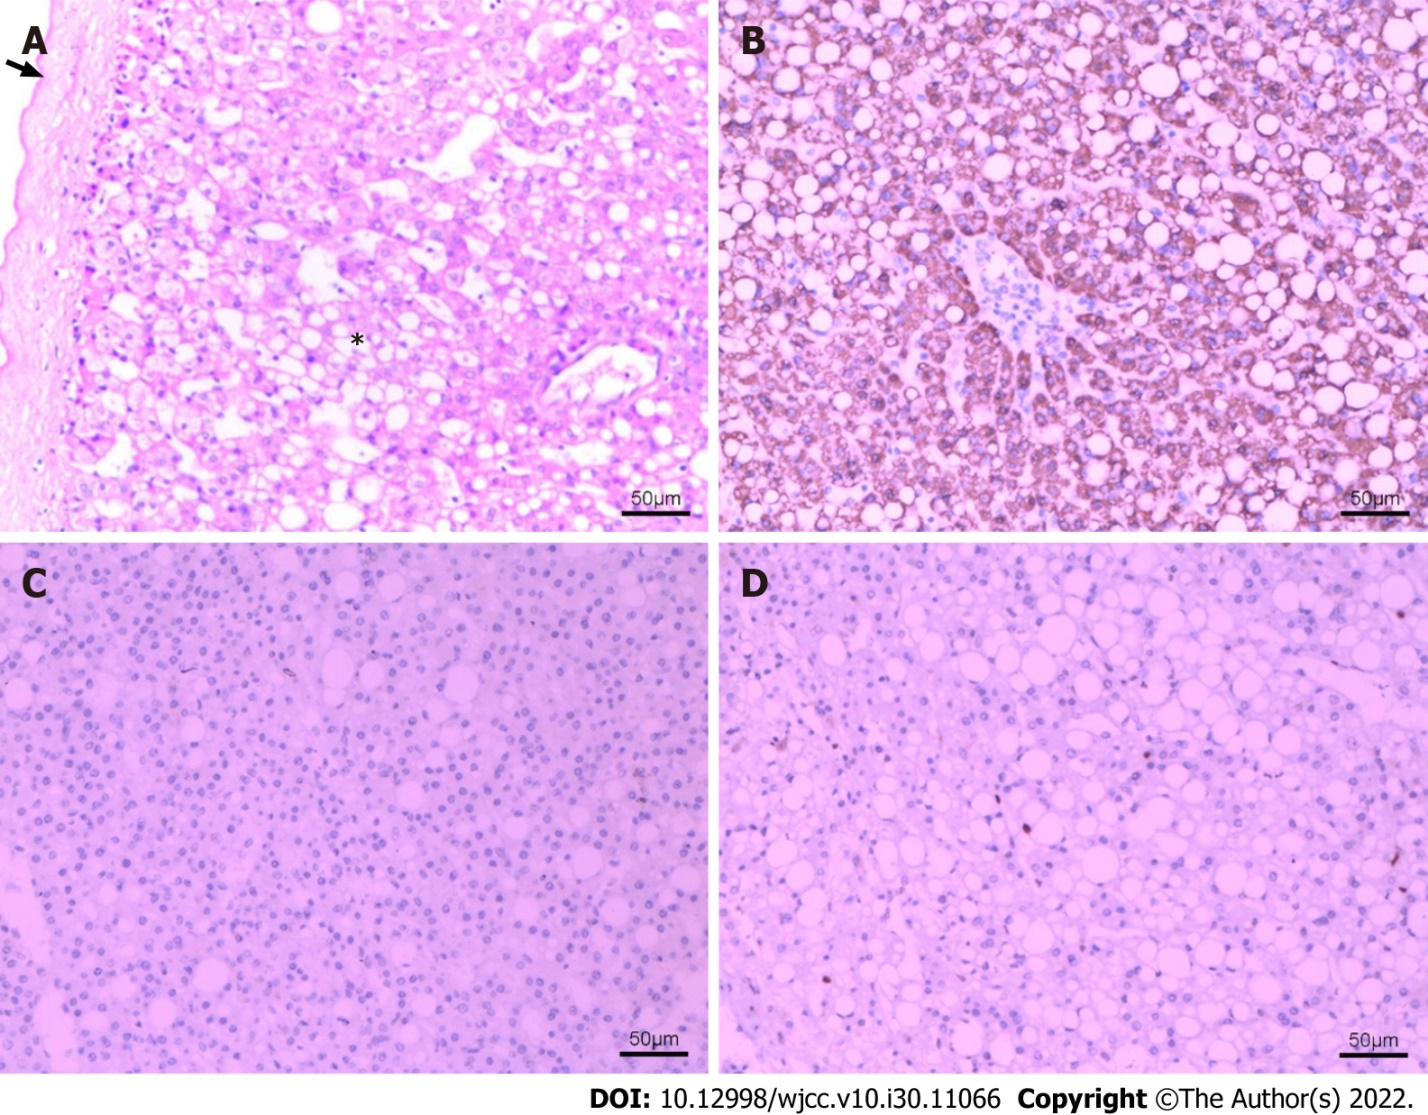 A
B
*
50µm
50µm
C
D
50µm
50µm
DOI: 10.12998/wjcc.v10.i30.11066 Copyright ©The Author(s) 2022.